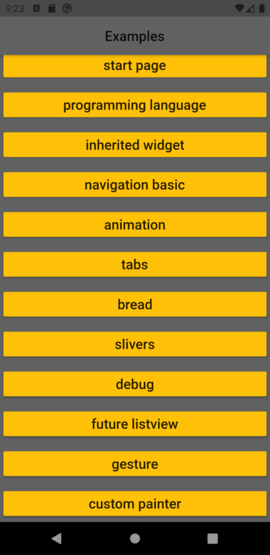 9:23
Examples
start page
programming language
inherited widget
navigation basic
animation
tabs
bread
slivers
debug
future listview
gesture
custom painter